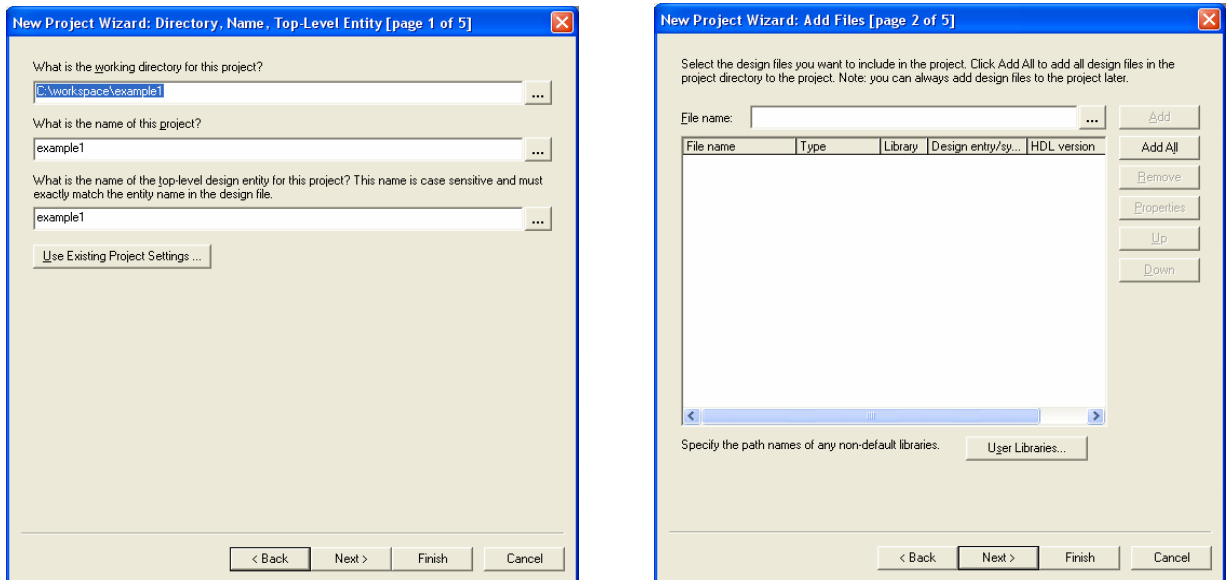 New Project Wizard: Directory, Name, Top-Level Entity [page 1 of 5]
What is the working directory for this project?
C:\workspace\example1
...
What is the name of this project?
example1
...
What is the name of the top-level design entity for this project? This name is case sensitive and must
exactly match the entity name in the design file.
example1
...
Use Existing Project Settings ...
< Back
Next >
Finish
Cancel
New Project Wizard: Add Files [page 2 of 5]
Select the design files you want to include in the project. Click Add All to add all design files in the
project directory to the project. Note: you can always add design files to the project later.
File name:
...
Add
File name
Type
Library
Design entry/sy...
HDL version
Add All
Remove
Properties
Up
Down
Specify the path names of any non-default libraries.
User Libraries...
< Back
Next >
Finish
Cancel